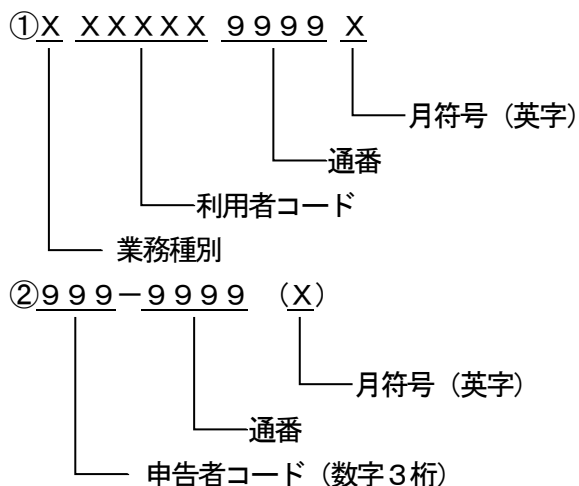 ①Ｘ ＸＸＸＸＸ ９９９９ Ｘ
月符号（英字）
通番
利用者コード
業務種別
②９９９－９９９９ （Ｘ）
月符号（英字）
通番
申告者コード（数字３桁）